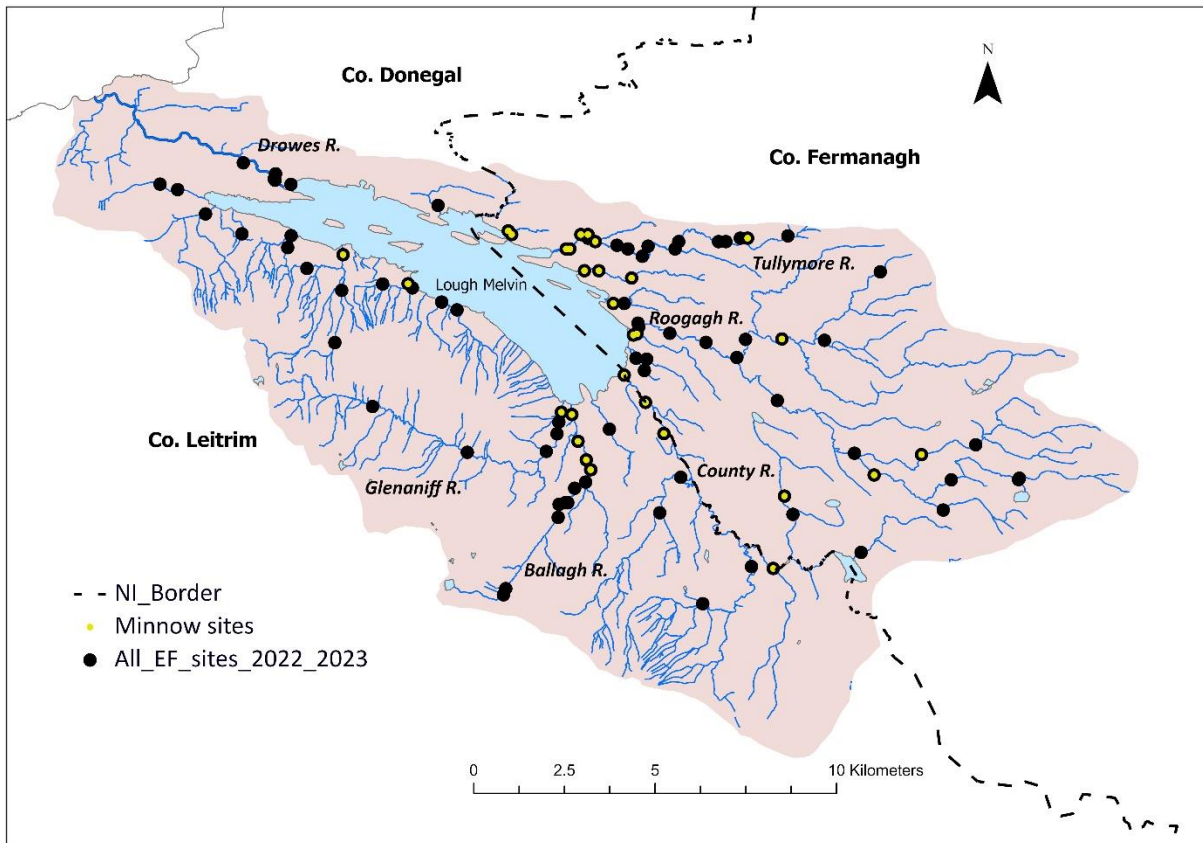 N
Co. Donegal
Drowes R.
Co. Fermanagh
Tullymore R.
Lough Melvin
Roogagh R.
Co. Leitrim
County R.
Glenaniff R.
Ballagh R.
NI_Border
Minnow sites
All_EF_sites_2022_2023
0 2.5 5 10 Kilometers